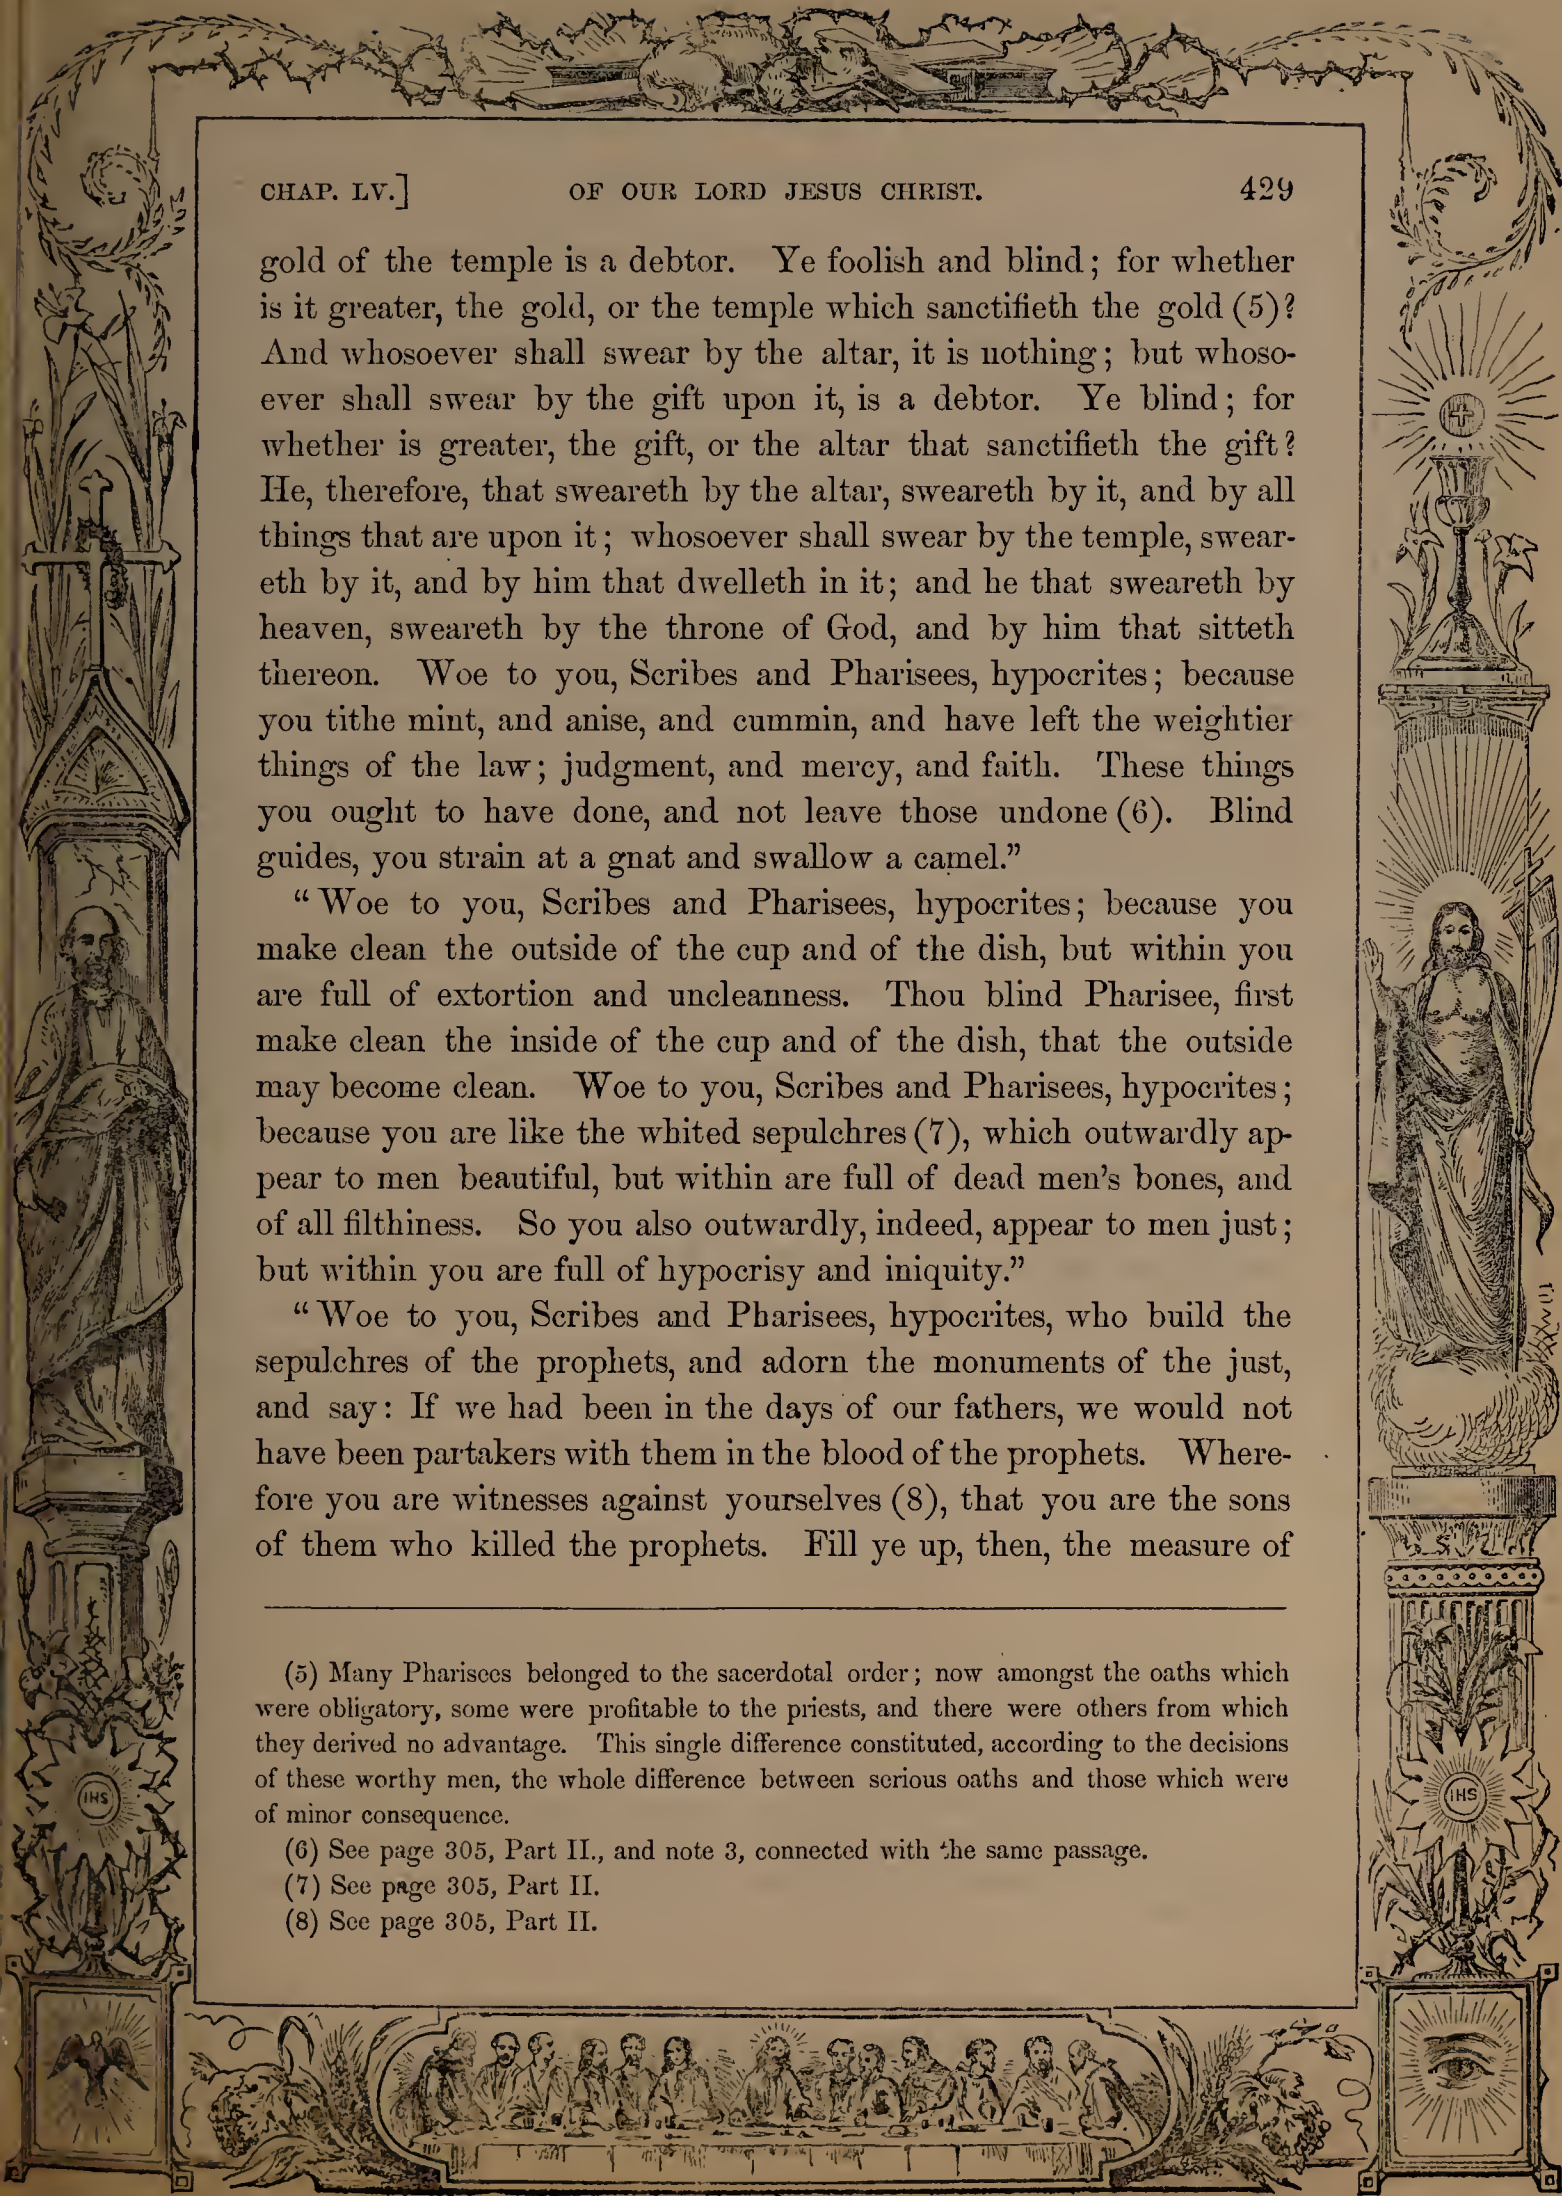 CHAP. LV.] OF OUR LORD JESUS CHRIST. 429
gold of the temple is a debtor. Ye foolish and blind; for whether
is it greater, the gold, or the temple which sanctifieth the gold (5)?
And whosoever shall swear by the altar, it is nothing; but whoso-
ever shall swear by the gift upon it, is a debtor. Ye blind; for
whether is greater, the gift, or the altar that sanctifieth the gift?
He, therefore, that sweareth by the altar, sweareth by it, and by all
things that are upon it; whosoever shall swear by the temple, swear-
eth by it, and by him that dwelleth in it; and he that sweareth by
heaven, sweareth by the throne of God, and by him that sitteth
thereon. Woe to you, Scribes and Pharisees, hypocrites; because
you tithe mint, and anise, and cummin, and have left the weightier
things of the law; judgment, and mercy, and faith. These things
you ought to have done, and not leave those undone (6). Blind
guides, you strain at a gnat and swallow a camel.”
“Woe to you, Scribes and Pharisees, hypocrites; because you
make clean the outside of the cup and of the dish, but within you
are full of extortion and uncleanness. Thou blind Pharisee, first
make clean the inside of the cup and of the dish, that the outside
may become clean. Woe to you, Scribes and Pharisees, hypocrites;
because you are like the whited sepulchres (7), which outwardly ap-
pear to men beautiful, but within are full of dead men’s bones, and
of all filthiness. So you also outwardly, indeed, appear to men just;
but within you are full of hypocrisy and iniquity.”
“Woe to you, Scribes and Pharisees, hypocrites, who build the
sepulchres of the prophets, and adorn the monuments of the just,
and say: If we had been in the days of our fathers, we would not
have been partakers with them in the blood of the prophets. Where-
fore you are witnesses against yourselves (8), that you are the sons
of them who killed the prophets. Fill ye up, then, the measure of
(5) Many Pharisees belonged to the sacerdotal order; now amongst the oaths which
were obligatory, some were profitable to the priests, and there were others from which
they derived no advantage. This single difference constituted, according to the decisions
of these worthy men, the whole difference between serious oaths and those which were
of minor consequence.
(6) See page 305, Part II., and note 3, connected with the same passage.
(7) See page 305, Part II.
(8) See page 305, Part II.
IHS
IHS